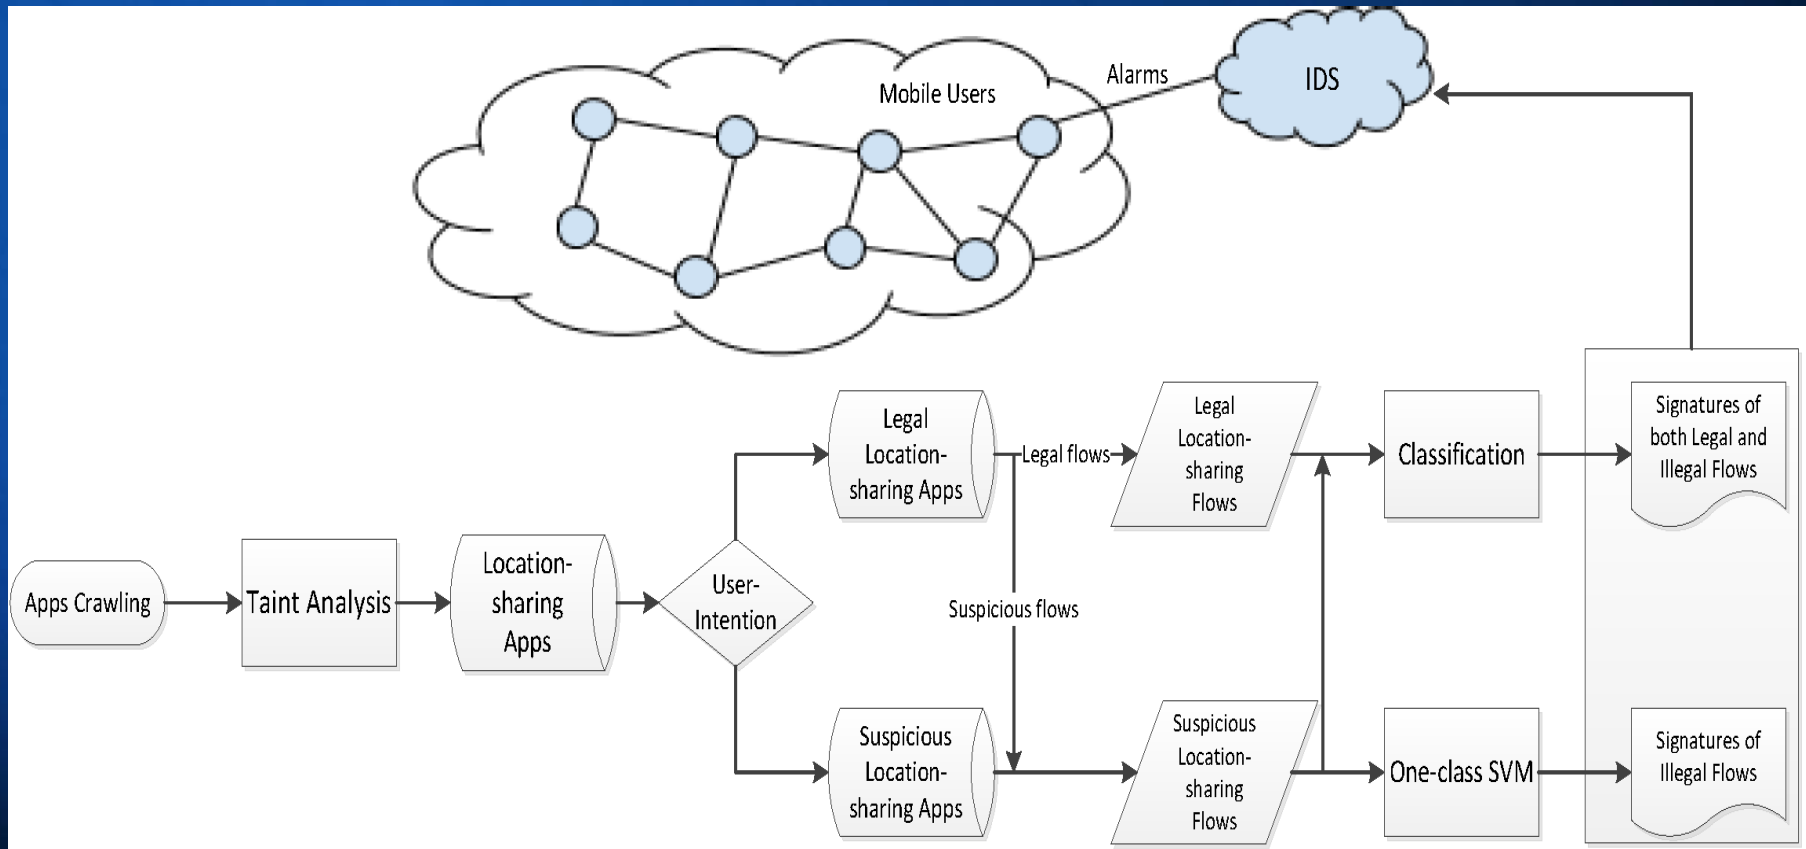 Mobile Users
Alarms
IDS
Apps Crawling
Taint Analysis
Location-
sharing
Apps
User-
Intention
Legal
Location-
sharing Apps
Legal flows
Suspicious flows
Suspicious
Location-
sharing Apps
Legal
Location-
sharing
Flows
Suspicious
Location-
sharing
Flows
Classification
One-class SVM
Signatures of
both Legal and
Illegal Flows
Signatures of
Illegal Flows